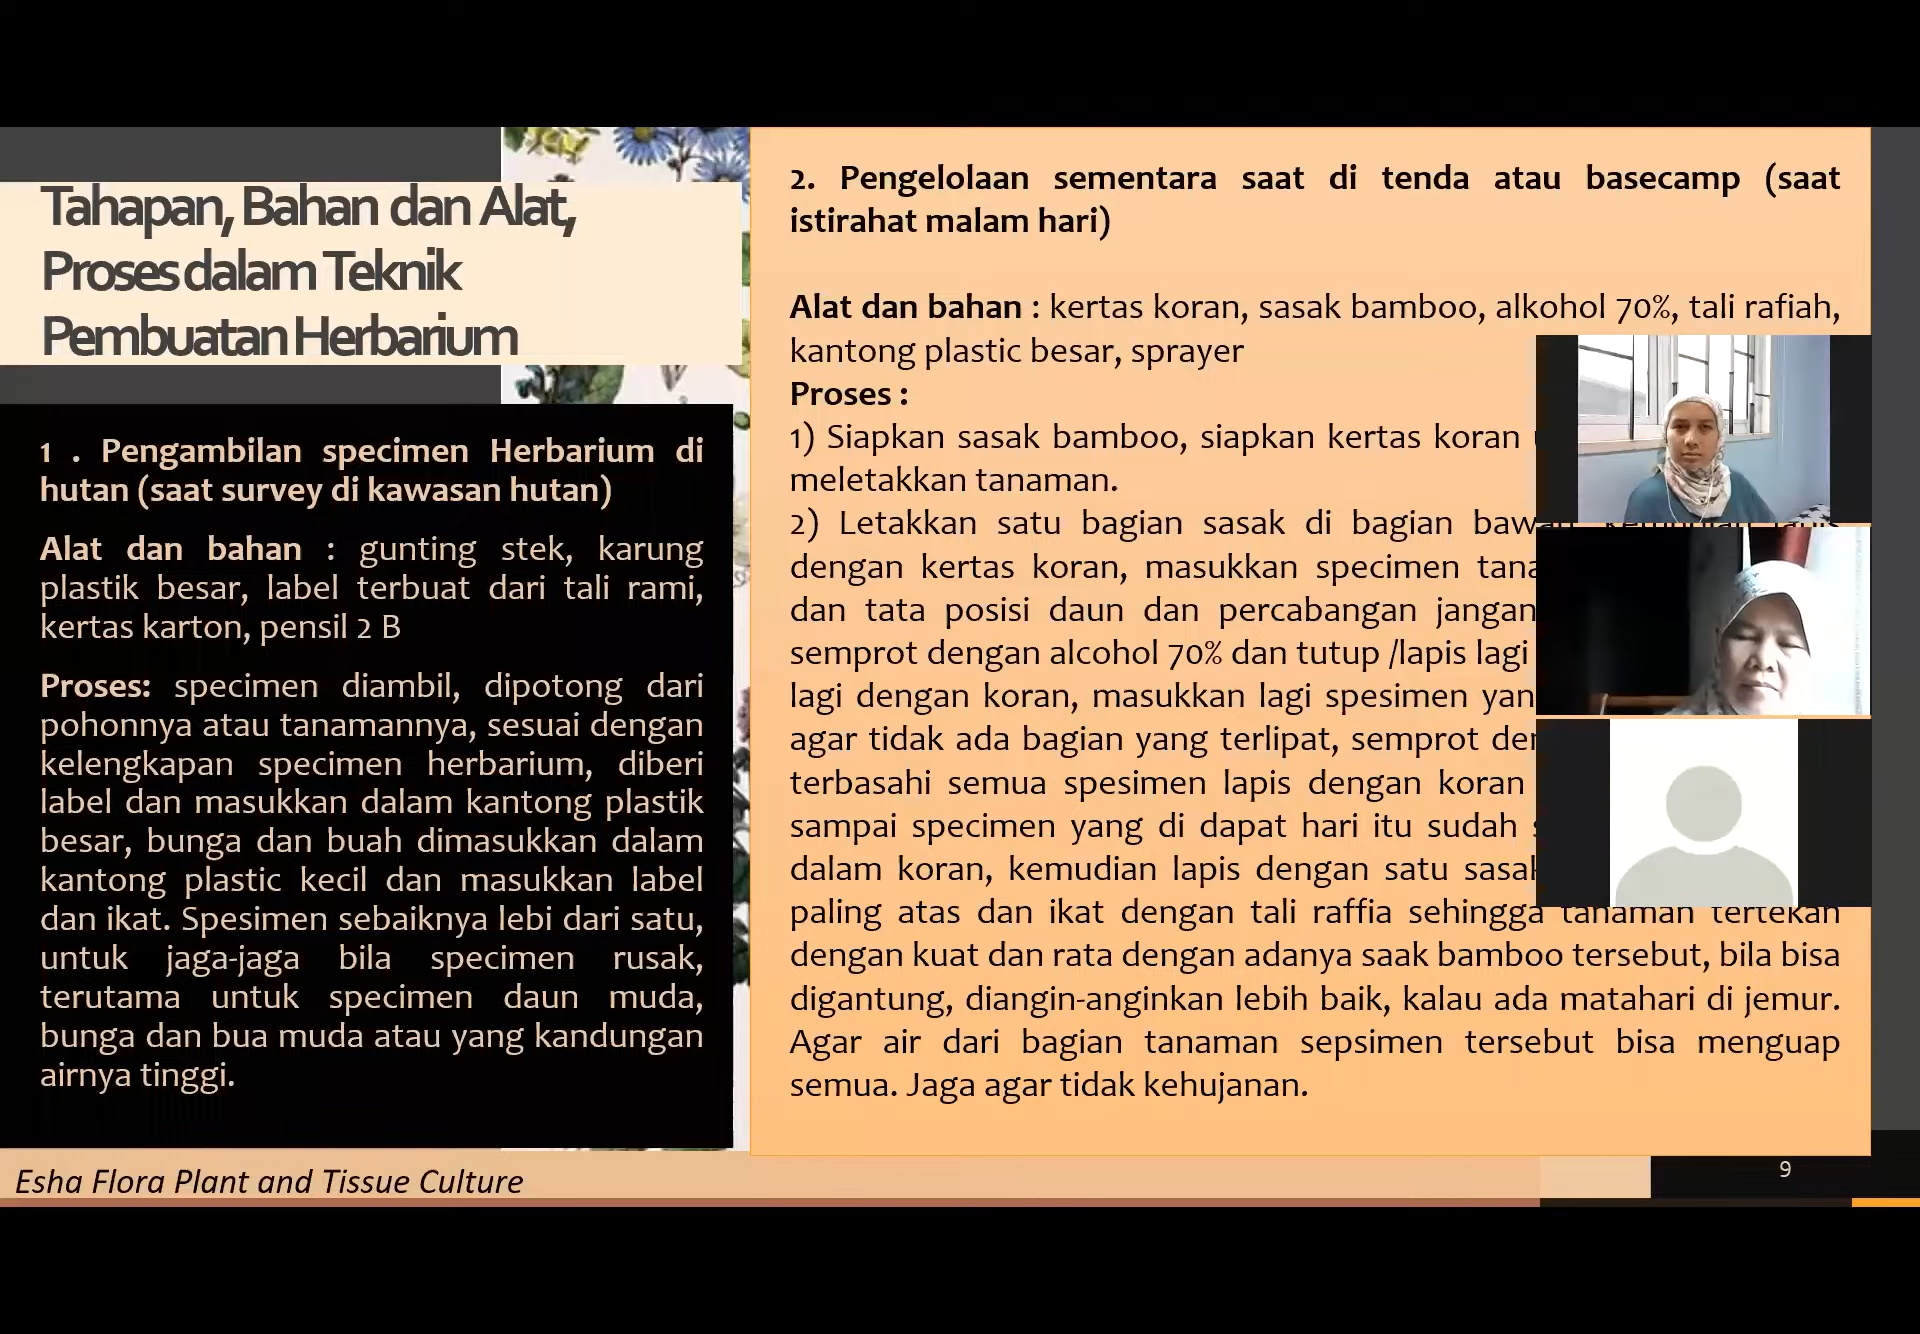 Tahapan, Bahan dan Alat,
Proses dalam Teknik
Pembuatan Herbarium
1 . Pengambilan specimen Herbarium di
hutan (saat survey di kawasan hutan)
Alat dan bahan : gunting stek, karung
plastik besar, label terbuat dari tali rami,
kertas karton, pensil 2 B
Proses: specimen diambil, dipotong dari
pohonnya atau tanamannya, sesuai dengan
kelengkapan specimen herbarium, diberi
label dan masukkan dalam kantong plastik
besar, bunga dan buah dimasukkan dalam
kantong plastic kecil dan masukkan label
dan ikat. Spesimen sebaiknya lebi dari satu,
untuk jaga-jaga bila specimen rusak,
terutama untuk specimen daun muda,
bunga dan bua muda atau yang kandungan
airnya tinggi.
2. Pengelolaan sementara saat di tenda atau basecamp (saat
istirahat malam hari)
Alat dan bahan : kertas koran, sasak bamboo, alkohol 70%, tali rafiah,
kantong plastic besar, sprayer
Proses :
1) Siapkan sasak bamboo, siapkan kertas koran
meletakkan tanaman.
2) Letakkan satu bagian sasak di bagian
dengan kertas koran, masukkan specimen
dan tata posisi daun dan percabangan jangan
semprot dengan alcohol 70% dan tutup /lapis lagi
lagi dengan koran, masukkan lagi spesimen
agar tidak ada bagian yang terlipat, semprot
terbasahi semua spesimen lapis dengan koran
sampai specimen yang di dapat hari itu sudah
dalam koran, kemudian lapis dengan satu
paling atas dan ikat dengan tali raffia sehingga tanaman tertekan
dengan kuat dan rata dengan adanya saak bamboo tersebut, bila bisa
digantung, diangin-anginkan lebih baik, kalau ada matahari di jemur.
Agar air dari bagian tanaman sepsimen tersebut bisa menguap
semua. Jaga agar tidak kehujanan.
Esha Flora Plant and Tissue Culture
9